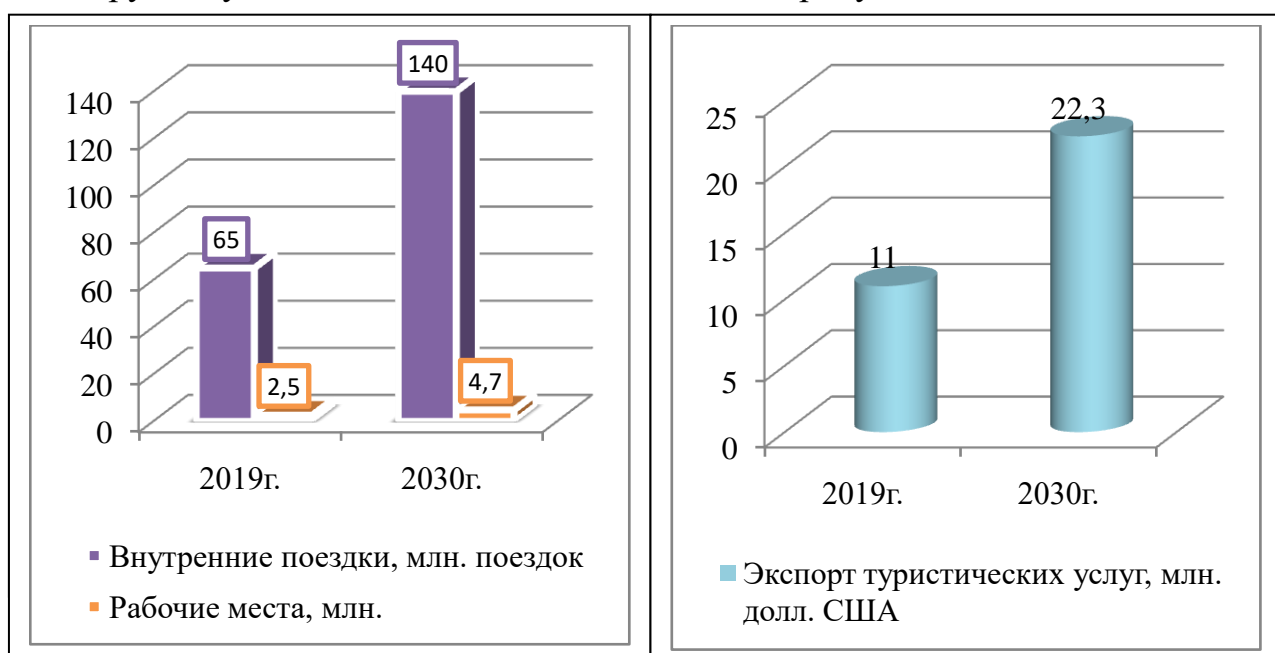 140
120
100
80
60
40
20
0
65
2,5
140
4,7
2019г.
2030г.
Внутренние поездки, млн. поездок
Рабочие места, млн.
25
20
15
10
5
0
11
22,3
2019г.
2030г.
Экспорт туристических услуг, млн.
долл. США